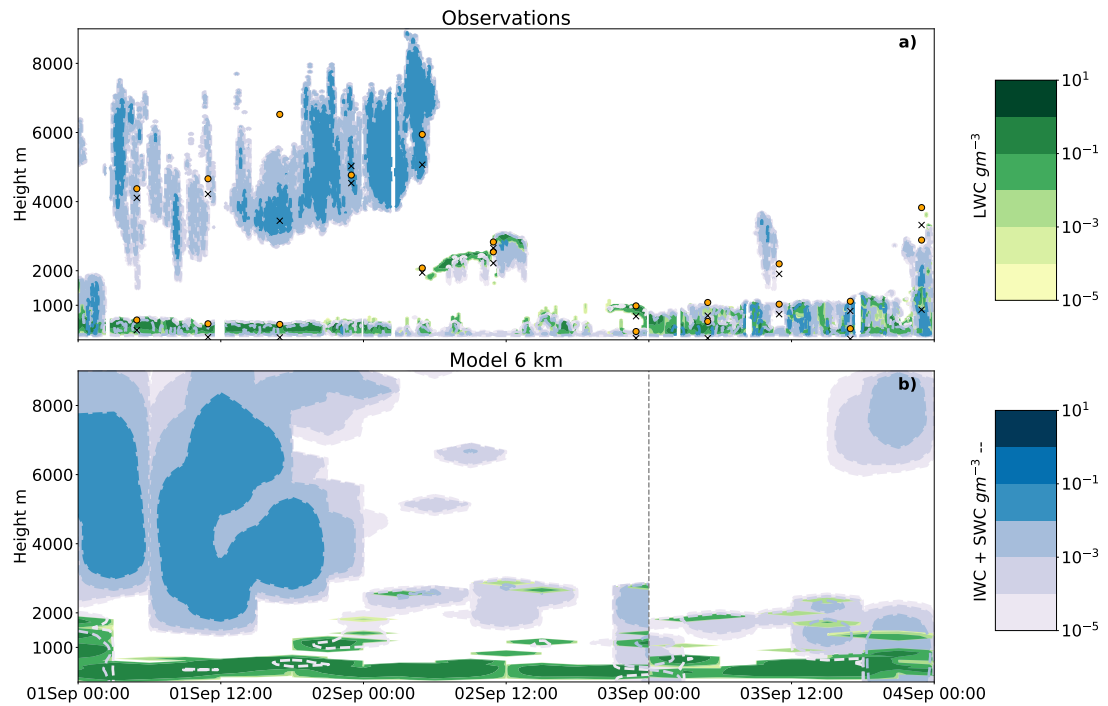 Observations
a)
8000
6000
4000
2000
1000
Height m
Model 6 km
b)
8000
6000
4000
2000
1000
Height m
01Sep 00:00 01Sep 12:00 02Sep 00:00 02Sep 12:00 03Sep 00:00 03Sep 12:00 04Sep 00:00
10^1
10^-1
10^-3
10^-5
LWC gm^-3
10^1
10^-1
10^-3
10^-5
IWC + SWC gm^-3 --